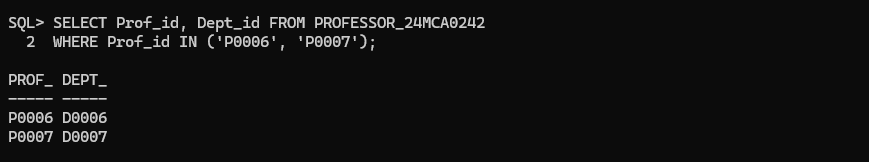 SQL> SELECT Prof_id, Dept_id FROM PROFESSOR_24MCA0242
  2  WHERE Prof_id IN ('P0006', 'P0007');
PROF_ DEPT_
----- -----
P0006 D0006
P0007 D0007